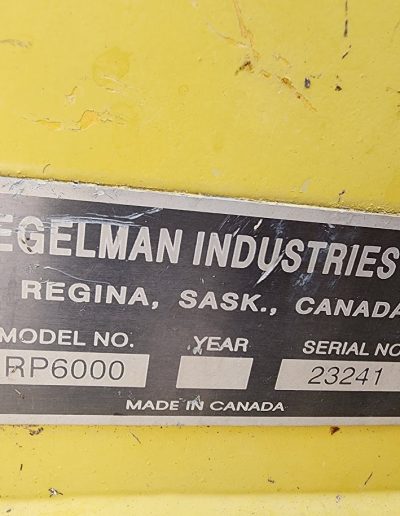 EGELMAN INDUSTRIES
REGINA, SASK., CANADA
MODEL NO. YEAR SERIAL NO
RP6000 23241
MADE IN CANADA